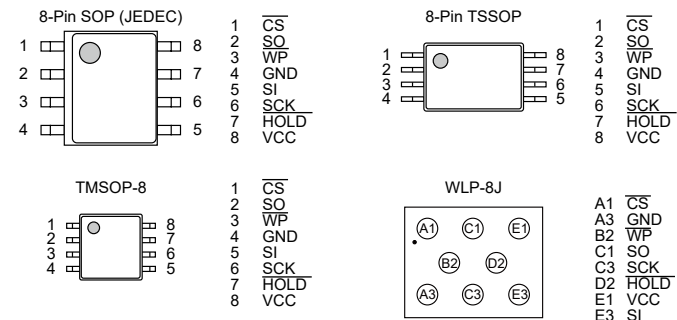 8-Pin SOP (JEDEC)
1
2
3
4
8
7
6
5
1 CS
2 SO
3 WP
4 GND
5 SI
6 SCK
7 HOLD
8 VCC
8-Pin TSSOP
1
2
3
4
8
7
6
5
1 CS
2 SO
3 WP
4 GND
5 SI
6 SCK
7 HOLD
8 VCC
TMSOP-8
1
2
3
4
8
7
6
5
1 CS
2 SO
3 WP
4 GND
5 SI
6 SCK
7 HOLD
8 VCC
WLP-8J
A1 C1 E1
B2 D2
A3 C3 E3
A1 CS
A3 GND
B2 WP
C1 SO
C3 SCK
D2 HOLD
E1 VCC
E3 SI